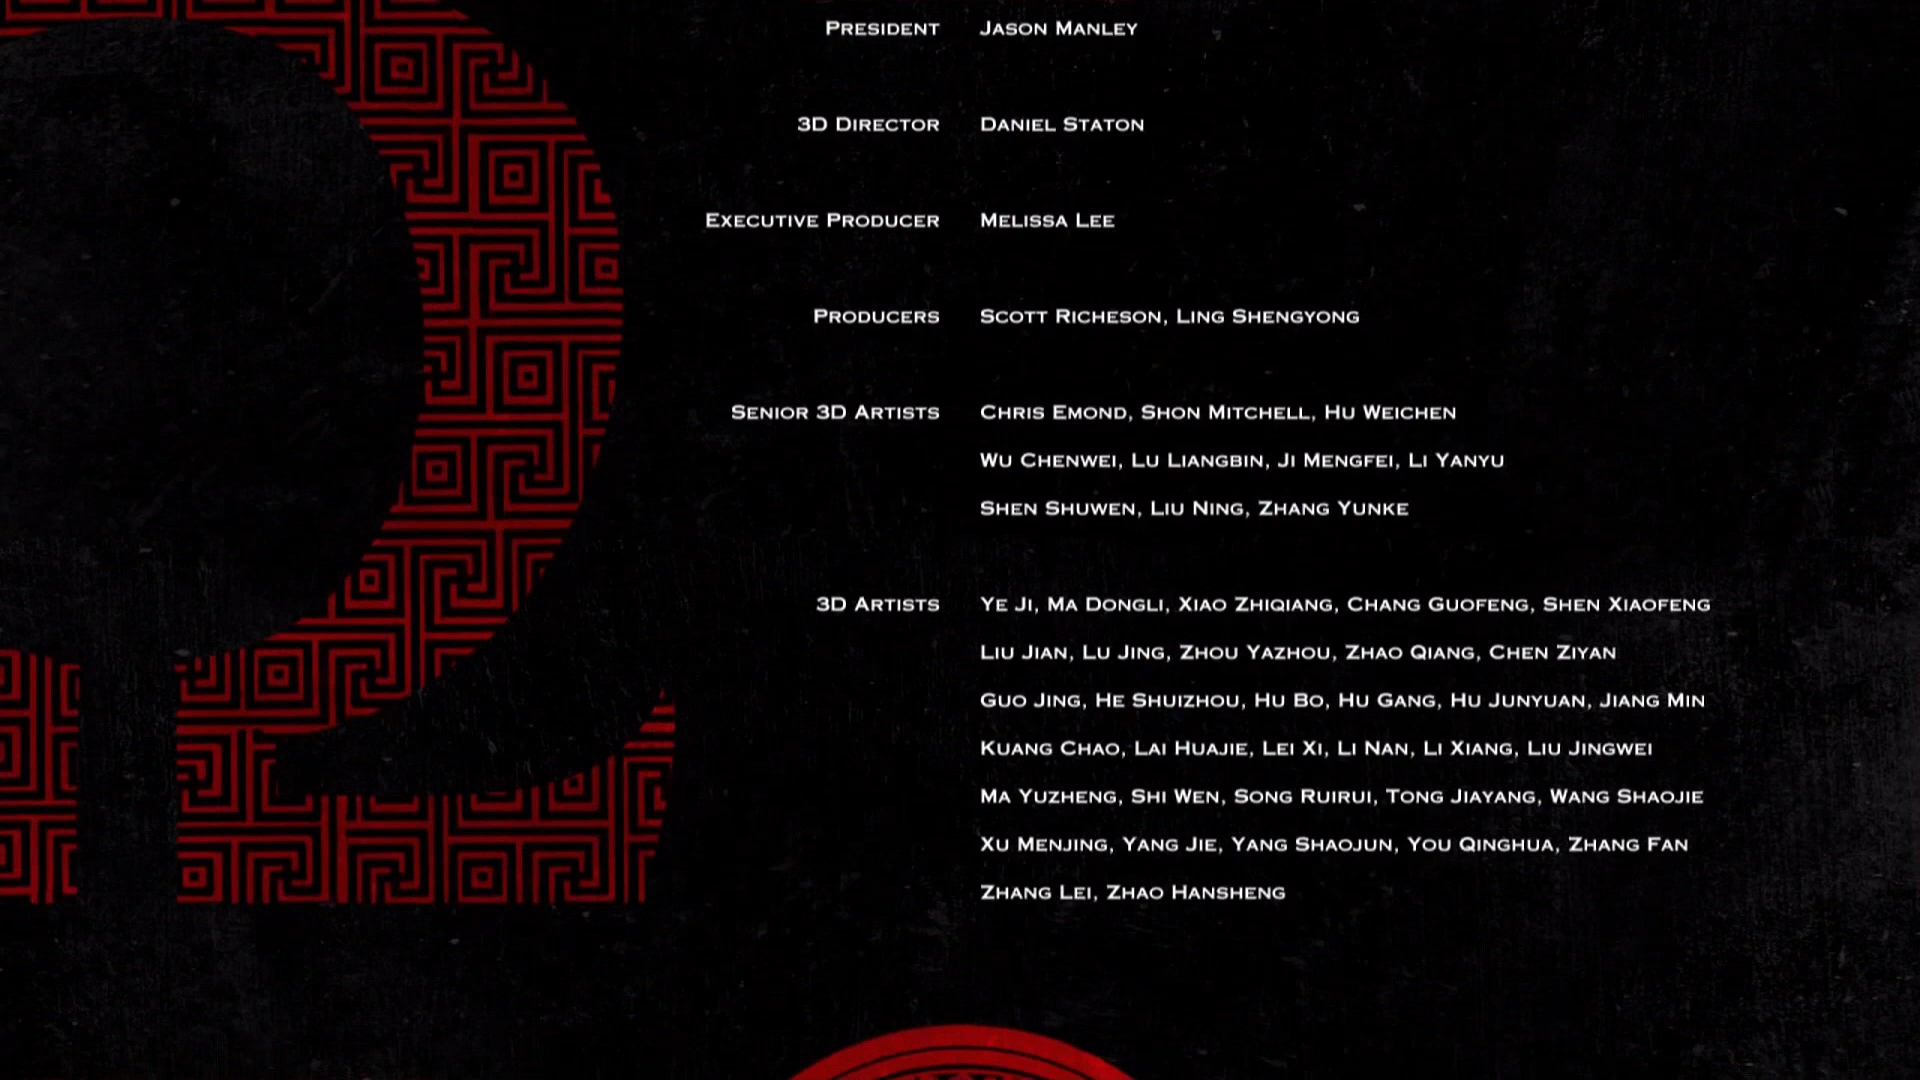 President Jason Manley
3D Director Daniel Staton
Executive Producer Melissa Lee
Producers Scott Richeson, Ling Shengyong
Senior 3D Artists Chris Emond, Shon Mitchell, Hu Weichen
Wu Chenwei, Lu Liangbin, Ji Mengfei, Li Yanyu
Shen Shuwen, Liu Ning, Zhang Yunke
3D Artists Ye Ji, Ma Dongli, Xiao Zhiqiang, Chang Guofeng, Shen Xiaofeng
Liu Jian, Lu Jing, Zhou Yazhou, Zhao Qiang, Chen Ziyan
Guo Jing, He Shuizhou, Hu Bo, Hu Gang, Hu Junyuan, Jiang Min
Kuang Chao, Lai Huajie, Lei Xi, Li Nan, Li Xiang, Liu Jingwei
Ma Yuzheng, Shi Wen, Song Ruirui, Tong Jiayang, Wang Shaojie
Xu Menjing, Yang Jie, Yang Shaojun, You Qinghua, Zhang Fan
Zhang Lei, Zhao Hansheng